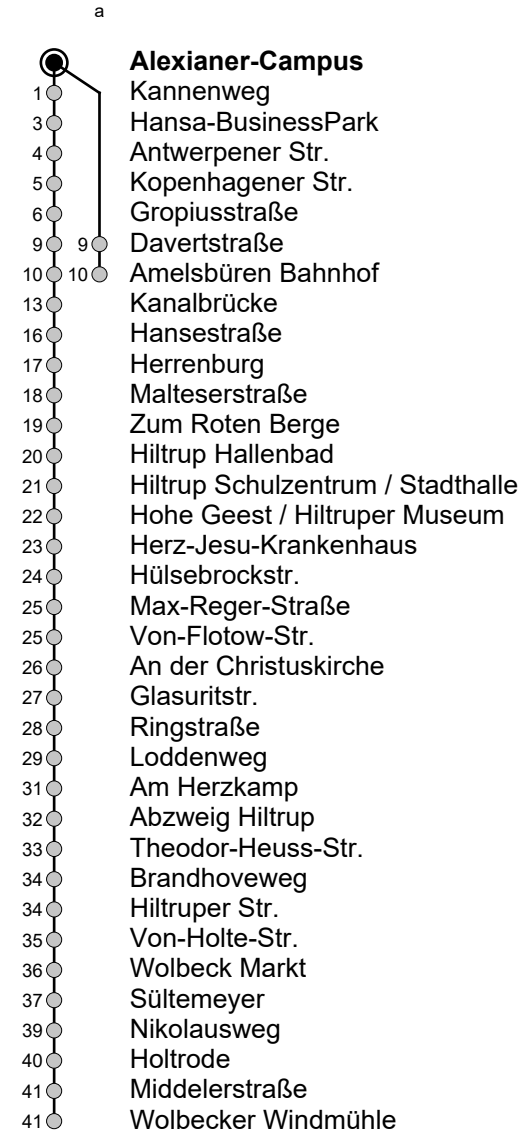 a
Alexianer-Campus
1 Kannenweg
3 Hansa-BusinessPark
4 Antwerpener Str.
5 Kopenhagener Str.
6 Gropiusstraße
9 9 Davertstraße
10 10 Amelsbüren Bahnhof
13 Kanalbrücke
16 Hansestraße
17 Herrenburg
18 Malteserstraße
19 Zum Roten Berge
20 Hiltrup Hallenbad
21 Hiltrup Schulzentrum / Stadthalle
22 Hohe Geest / Hiltruper Museum
23 Herz-Jesu-Krankenhaus
24 Hülsebrockstr.
25 Max-Reger-Straße
25 Von-Flotow-Str.
26 An der Christuskirche
27 Glasuritstr.
28 Ringstraße
29 Loddenweg
31 Am Herzkamp
32 Abzweig Hiltrup
33 Theodor-Heuss-Str.
34 Brandhoveweg
34 Hiltruper Str.
35 Von-Holte-Str.
36 Wolbeck Markt
37 Sültemeyer
39 Nikolausweg
40 Holtrode
41 Middelerstraße
41 Wolbecker Windmühle